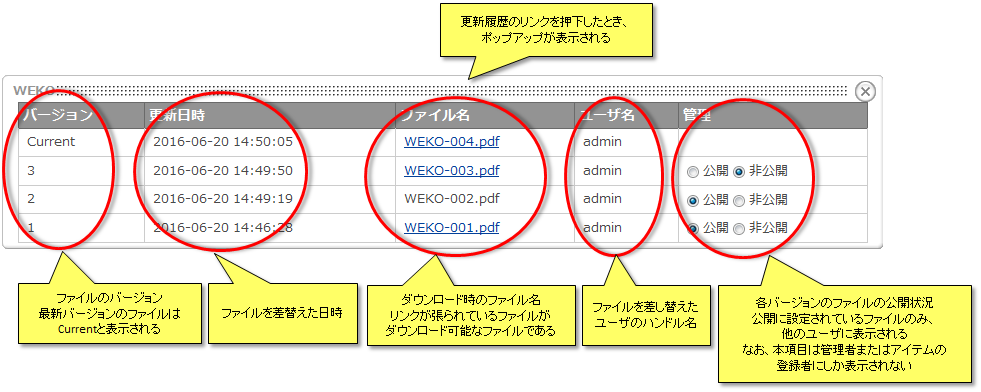 更新履歴のリンクを押下したとき、
ポップアップが表示される
WEKO
バージョン 更新日時 ファイル名 ユーザ名 管理
Current 2016-06-20 14:50:05 WEKO-004.pdf admin
3 2016-06-20 14:49:50 WEKO-003.pdf admin 公開 非公開
2 2016-06-20 14:49:19 WEKO-002.pdf admin 公開 非公開
1 2016-06-20 14:46:28 WEKO-001.pdf admin 公開 非公開
ファイルのバージョン
最新バージョンのファイルは
Currentと表示される
ファイルを差替えた日時
ダウンロード時のファイル名
リンクが張られているファイルが
ダウンロード可能なファイルである
ファイルを差し替えた
ユーザのハンドル名
各バージョンのファイルの公開状況
公開に設定されているファイルのみ、
他のユーザに表示される
なお、本項目は管理者またはアイテムの
登録者にしか表示されない